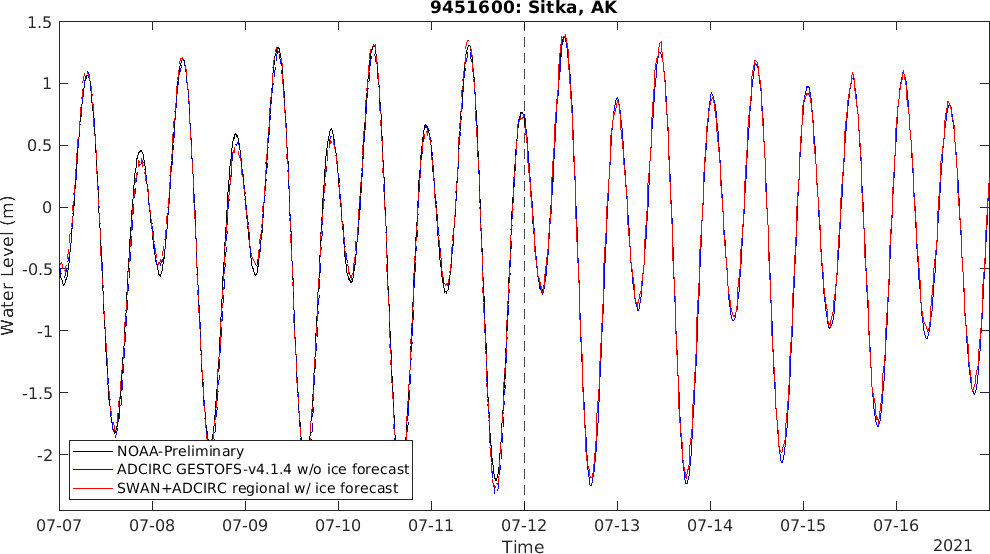 9451600: Sitka, AK
Water Level (m)
1.5
1
0.5
0
-0.5
-1
-1.5
-2
NOAA-Preliminary
ADCIRC GESTOFS-v4.1.4 w/o ice forecast
SWAN+ADCIRC regional w/ ice forecast
07-07 07-08 07-09 07-10 07-11 07-12 07-13 07-14 07-15 07-16
Time
2021